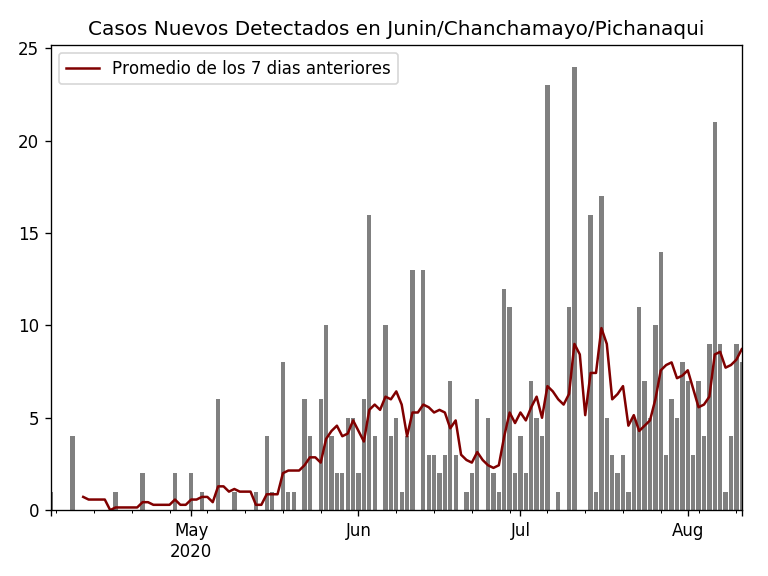 Casos Nuevos Detectados en Junin/Chanchamayo/Pichanaqui
Promedio de los 7 dias anteriores
25
20
15
10
5
0
May Jun Jul Aug
2020